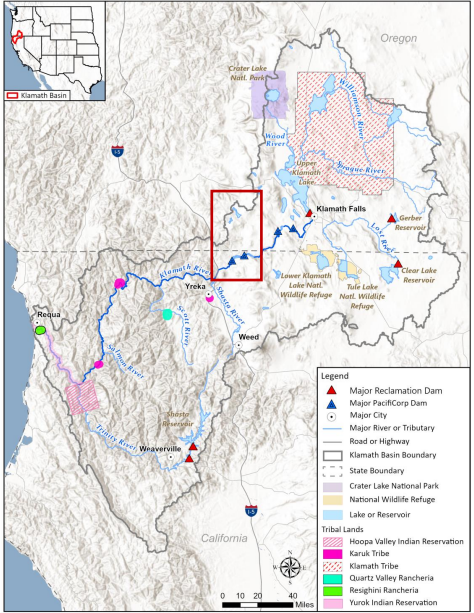 Klamath Basin
Oregon
Crater Lake
Natl. Park
Williamson River
Wood
River
Sprague River
Upper
Klamath
Lake
I-5
Klamath Falls
Gerber
Reservoir
Lost River
Klamath River
Clear Lake
Reservoir
Lower Klamath
Lake Natl.
Wildlife Refuge
Tule Lake
Natl. Wildlife
Refuge
Yreka
Shasta River
Scott River
Requa
Weed
Salmon River
Shasta
Reservoir
Trinity River
Weaverville
I-5
California
N
W
E
S
0 10 20 40 Miles
Legend
Major Reclamation Dam
Major PacifiCorp Dam
Major City
Major River or Tributary
Road or Highway
Klamath Basin Boundary
State Boundary
Crater Lake National Park
National Wildlife Refuge
Lake or Reservoir
Tribal Lands
Hoopa Valley Indian Reservation
Karuk Tribe
Klamath Tribe
Quartz Valley Rancheria
Resighini Rancheria
Yurok Indian Reservation